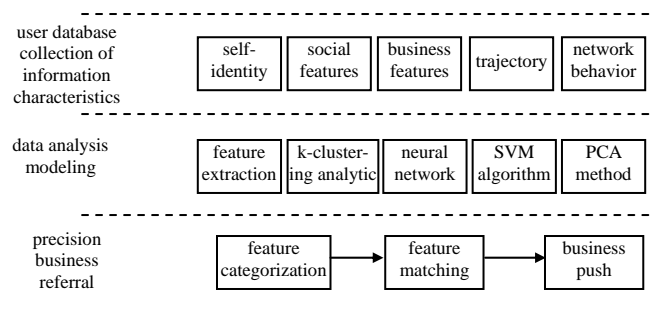 user database
collection of
information
characteristics
self-
identity
social
features
business
features
trajectory
network
behavior
data analysis
modeling
feature
extraction
k-cluster-
ing analytic
neural
network
SVM
algorithm
PCA
method
precision
business
referral
feature
categorization
feature
matching
business
push